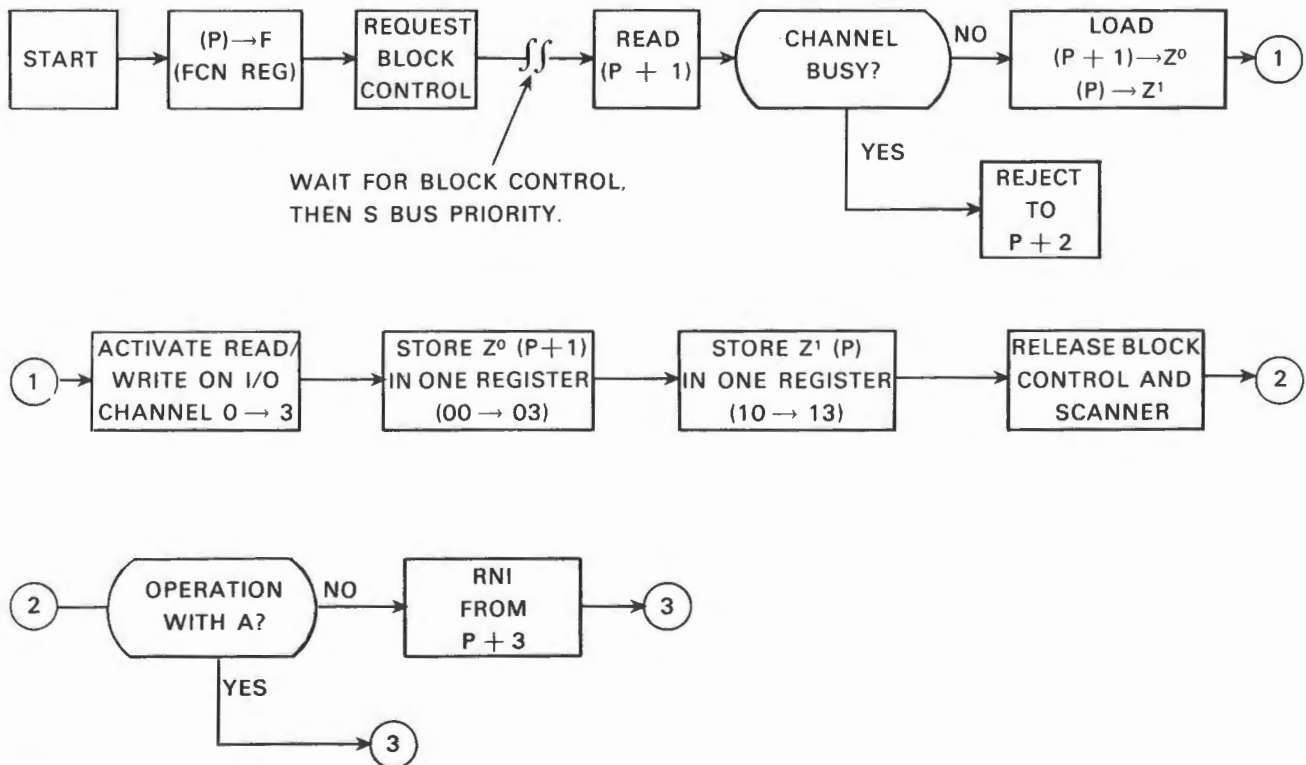 START
(P)→F
(FCN REG)
REQUEST
BLOCK
CONTROL
∬
READ
(P + 1)
CHANNEL
BUSY?
NO
LOAD
(P + 1)→Z⁰
(P)→Z¹
1
WAIT FOR BLOCK CONTROL,
THEN S BUS PRIORITY.
YES
REJECT
TO
P + 2
1
ACTIVATE READ/
WRITE ON I/O
CHANNEL 0 → 3
STORE Z⁰ (P+1)
IN ONE REGISTER
(00 → 03)
STORE Z¹ (P)
IN ONE REGISTER
(10 → 13)
RELEASE BLOCK
CONTROL AND
SCANNER
2
2
OPERATION
WITH A?
NO
RNI
FROM
P + 3
3
YES
3